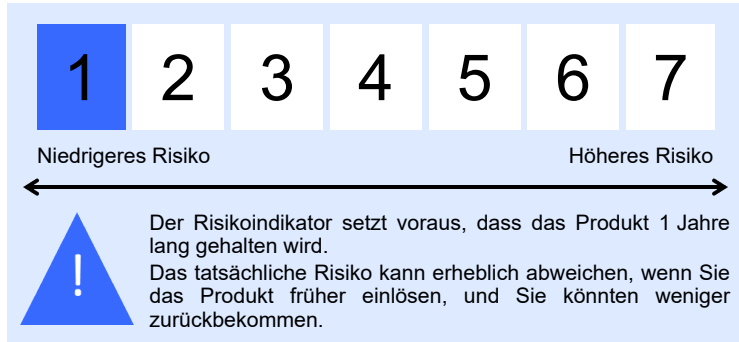 1 2 3 4 5 6 7
Niedrigeres Risiko Höheres Risiko
Der Risikoindikator setzt voraus, dass das Produkt 1 Jahre
lang gehalten wird.
Das tatsächliche Risiko kann erheblich abweichen, wenn Sie
das Produkt früher einlösen, und Sie könnten weniger
zurückbekommen.
!